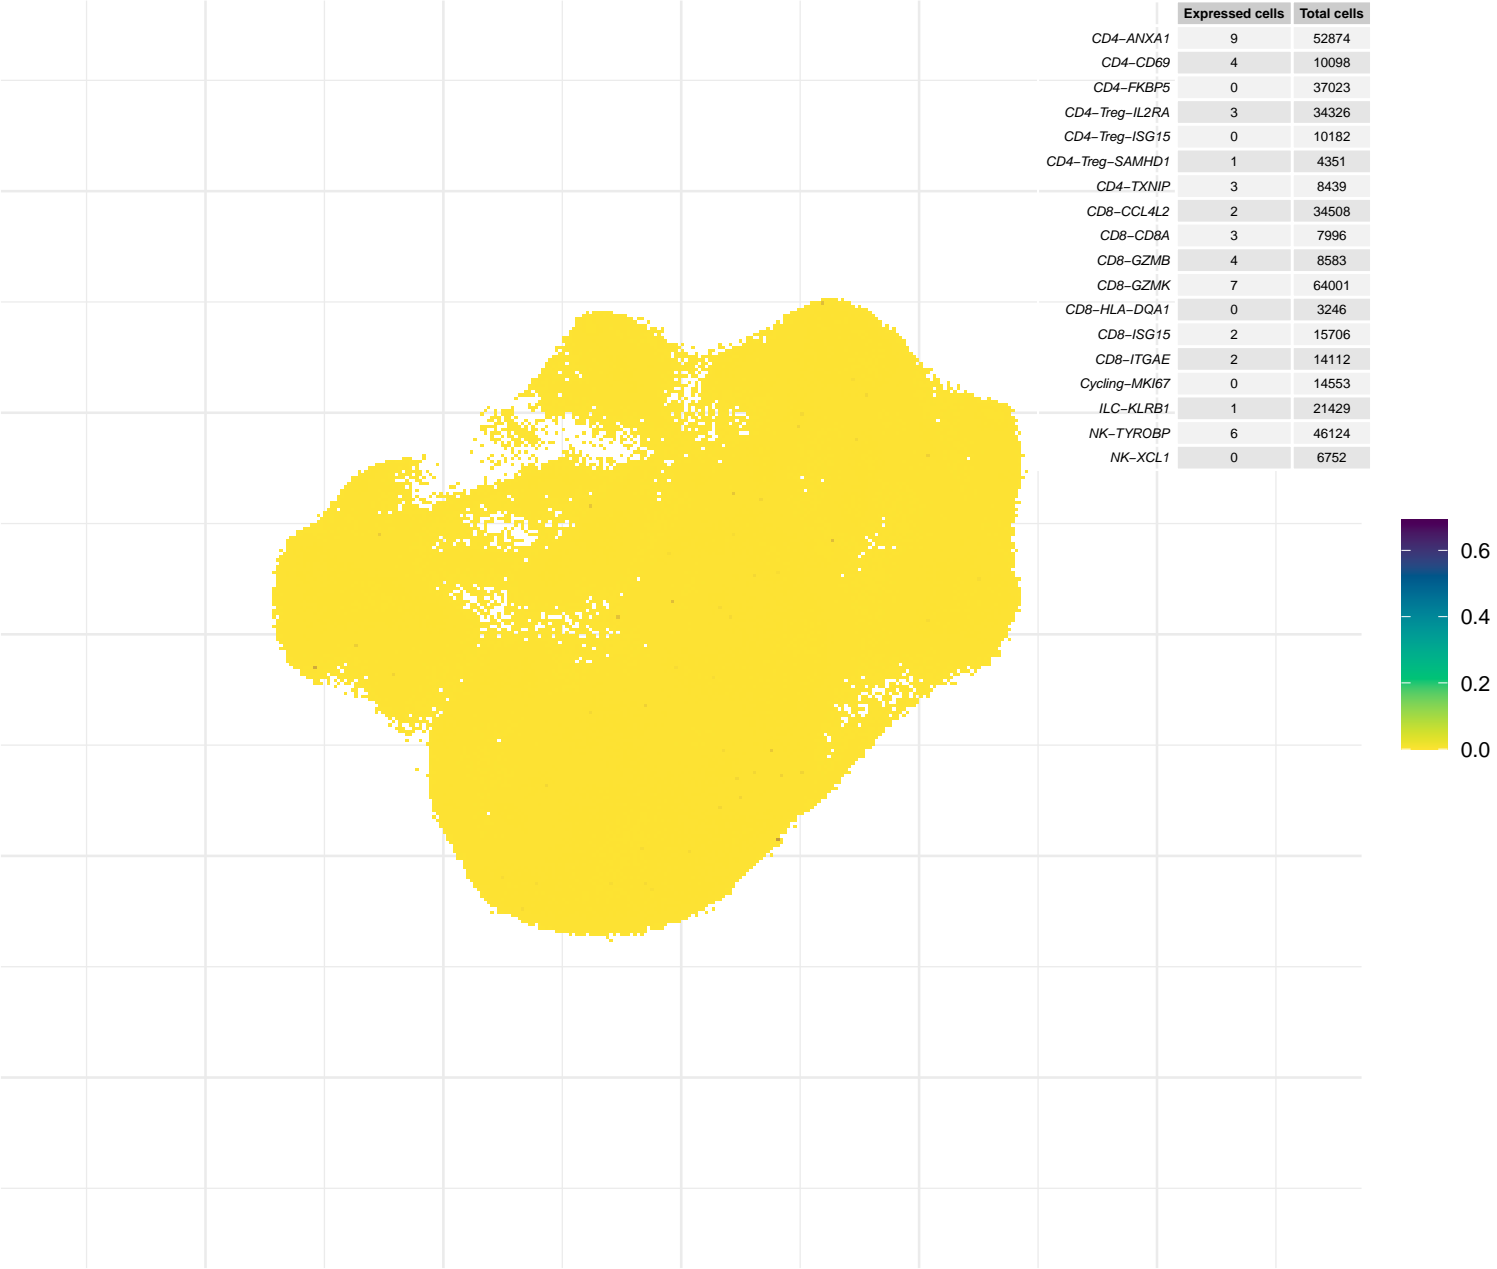 Expressed cells Total cells
CD4−ANXA1 9 52874
CD4−CD69 4 10098
CD4−FKBP5 0 37023
CD4−Treg−IL2RA 3 34326
CD4−Treg−ISG15 0 10182
CD4−Treg−SAMHD1 1 4351
CD4−TXNIP 3 8439
CD8−CCL4L2 2 34508
CD8−CD8A 3 7996
CD8−GZMB 4 8583
CD8−GZMK 7 64001
CD8−HLA−DQA1 0 3246
CD8−ISG15 2 15706
CD8−ITGAE 2 14112
Cycling−MKI67 0 14553
ILC−KLRB1 1 21429
NK−TYROBP 6 46124
NK−XCL1 0 6752
0.6
0.4
0.2
0.0